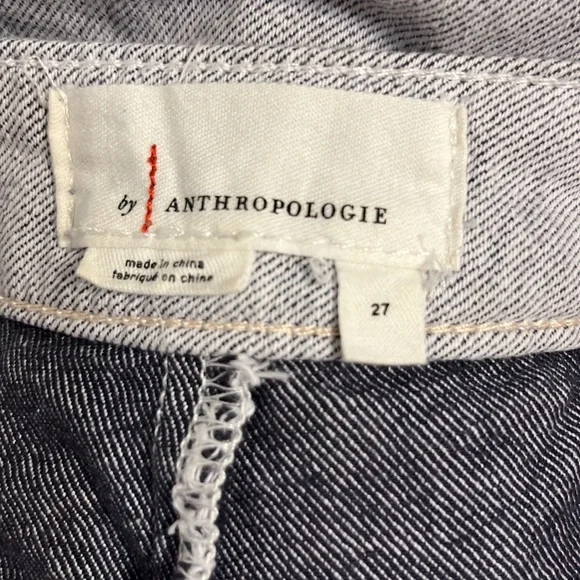 by ANTHROPOLOGIE
made in china
fabriqué en chine
27